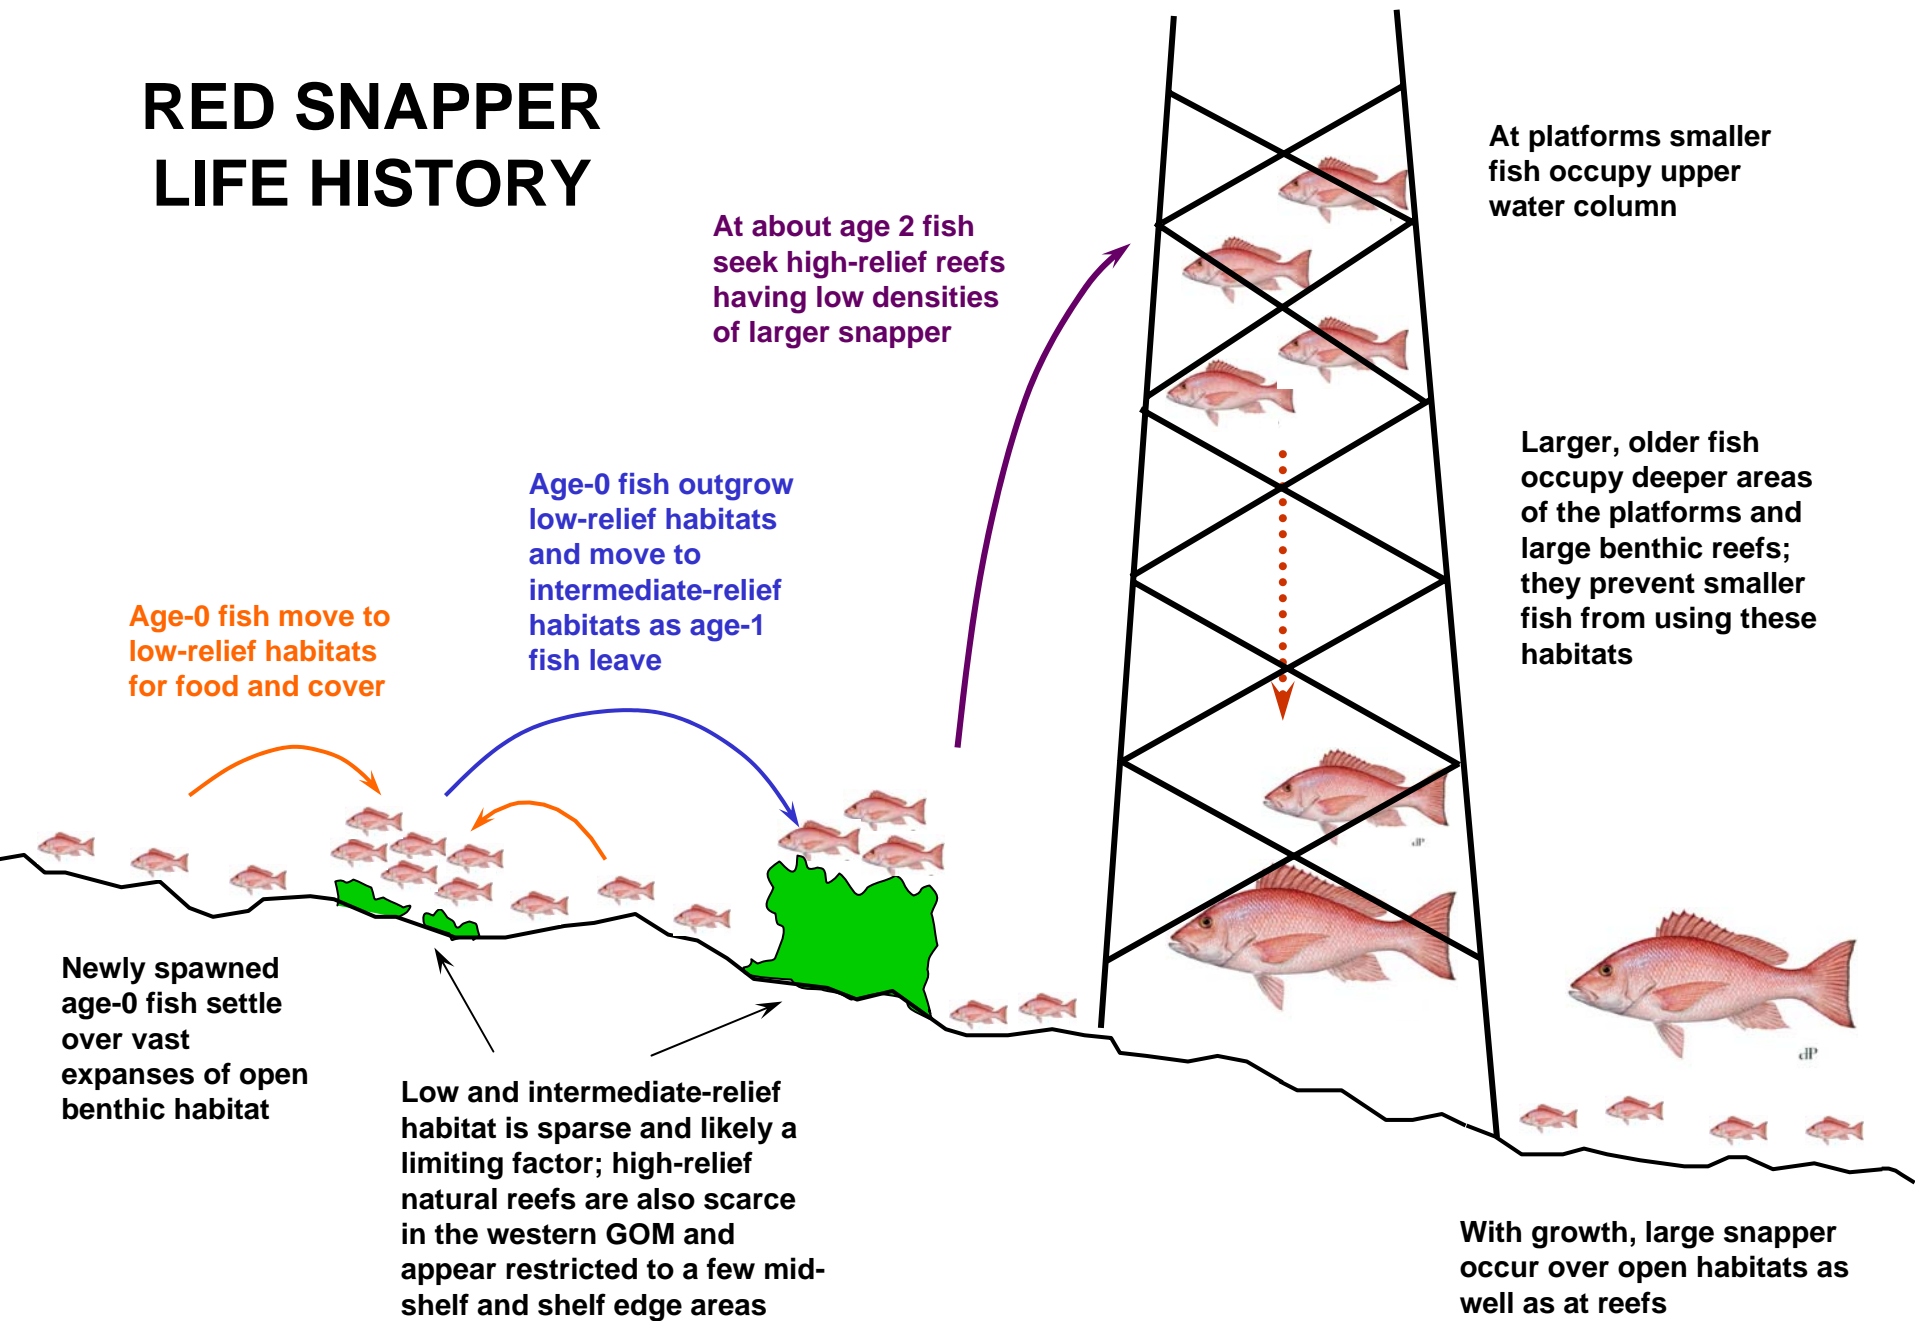 RED SNAPPER
LIFE HISTORY
At platforms smaller
fish occupy upper
water column
At about age 2 fish
seek high-relief reefs
having low densities
of larger snapper
Larger, older fish
occupy deeper areas
of the platforms and
large benthic reefs;
they prevent smaller
fish from using these
habitats
Age-0 fish outgrow
low-relief habitats
and move to
intermediate-relief
habitats as age-1
fish leave
Age-0 fish move to
low-relief habitats
for food and cover
Newly spawned
age-0 fish settle
over vast
expanses of open
benthic habitat
Low and intermediate-relief
habitat is sparse and likely a
limiting factor; high-relief
natural reefs are also scarce
in the western GOM and
appear restricted to a few mid-
shelf and shelf edge areas
With growth, large snapper
occur over open habitats as
well as at reefs
dP
dP